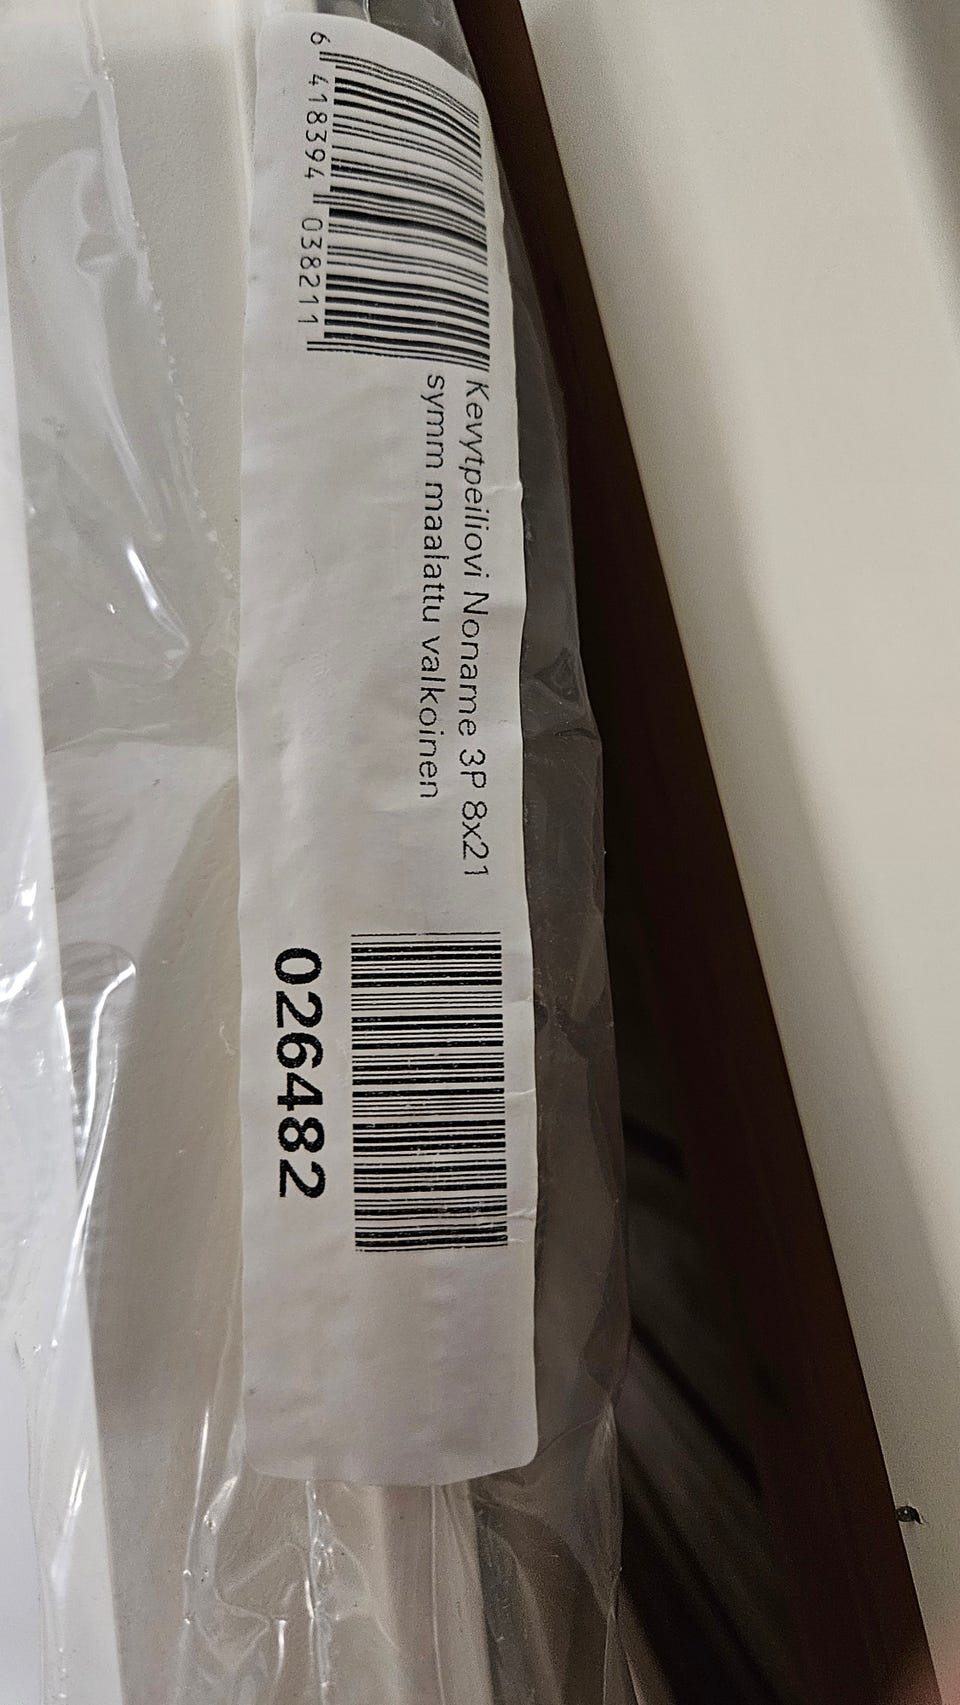 6 418394 038211
Kevytpeiliovi Noname 3P 8x21
symm maalattu valkoinen
026482